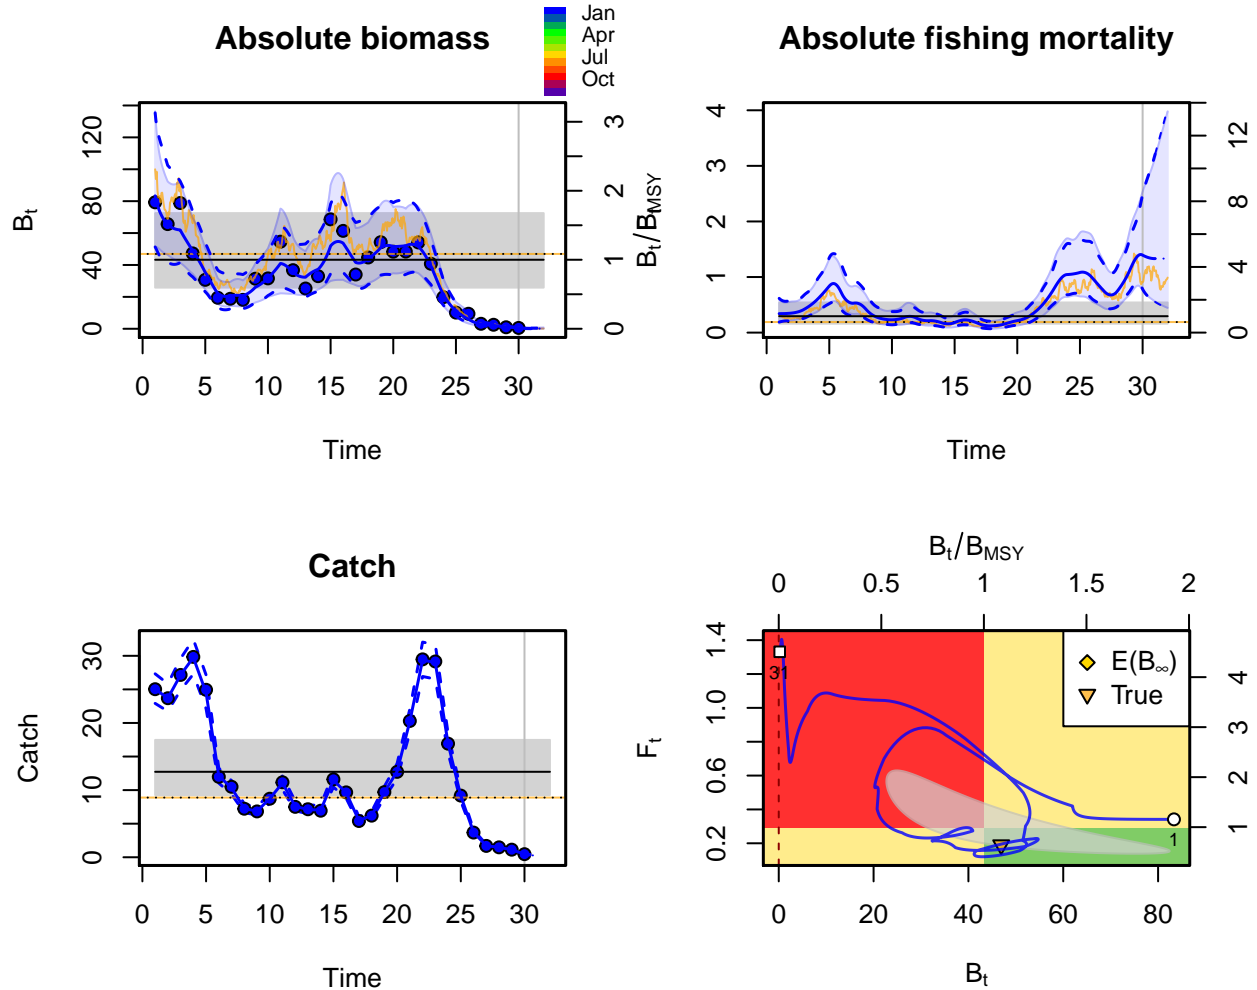 Absolute biomass
Jan
Apr
Jul
Oct
Absolute fishing mortality
0 40 80 120
Bt
0 1 2 3
Bt/BMSY
0 5 10 15 20 25 30
Time
0 1 2 3 4
0 4 8 12
0 5 10 15 20 25 30
Time
Catch
0 10 20 30
Catch
0 5 10 15 20 25 30
Time
Bt/BMSY
0 0.5 1 1.5 2
0.2 0.6 1.0 1.4
Ft
1 2 3 4
E(B∞)
True
31
1
0 20 40 60 80
Bt